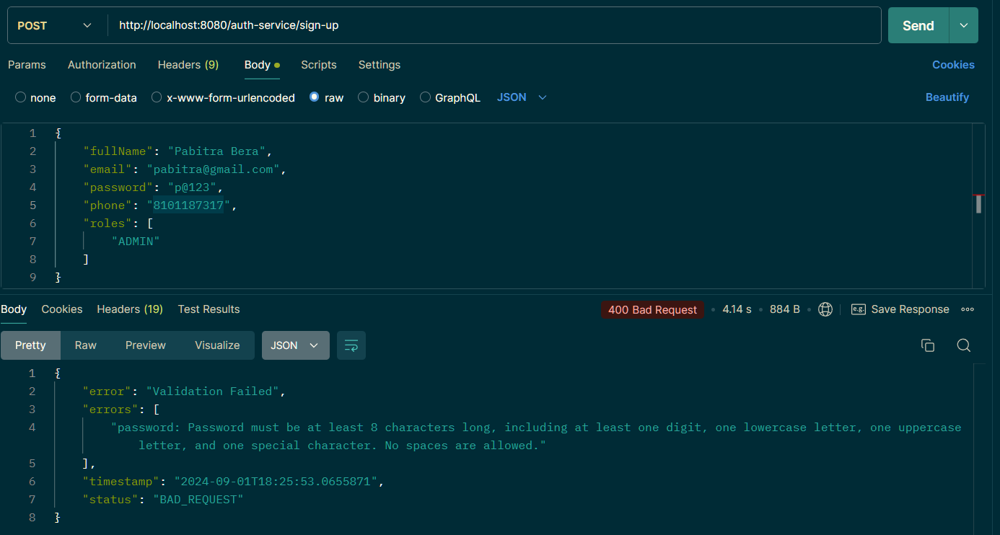 POST http://localhost:8080/auth-service/sign-up Send
Params Authorization Headers (9) Body Scripts Settings Cookies
none form-data x-www-form-urlencoded raw binary GraphQL JSON Beautify
1 {
2 "fullName": "Pabitra Bera",
3 "email": "pabitra@gmail.com",
4 "password": "p@123",
5 "phone": "8101187317",
6 "roles": [
7 "ADMIN"
8 ]
9 }
Body Cookies Headers (19) Test Results 400 Bad Request 4.14 s 884 B e.g. Save Response
Pretty Raw Preview Visualize JSON
1 {
2 "error": "Validation Failed",
3 "errors": [
4 "password: Password must be at least 8 characters long, including at least one digit, one lowercase letter, one uppercase
letter, and one special character. No spaces are allowed."
5 ],
6 "timestamp": "2024-09-01T18:25:53.0655871",
7 "status": "BAD_REQUEST"
8 }